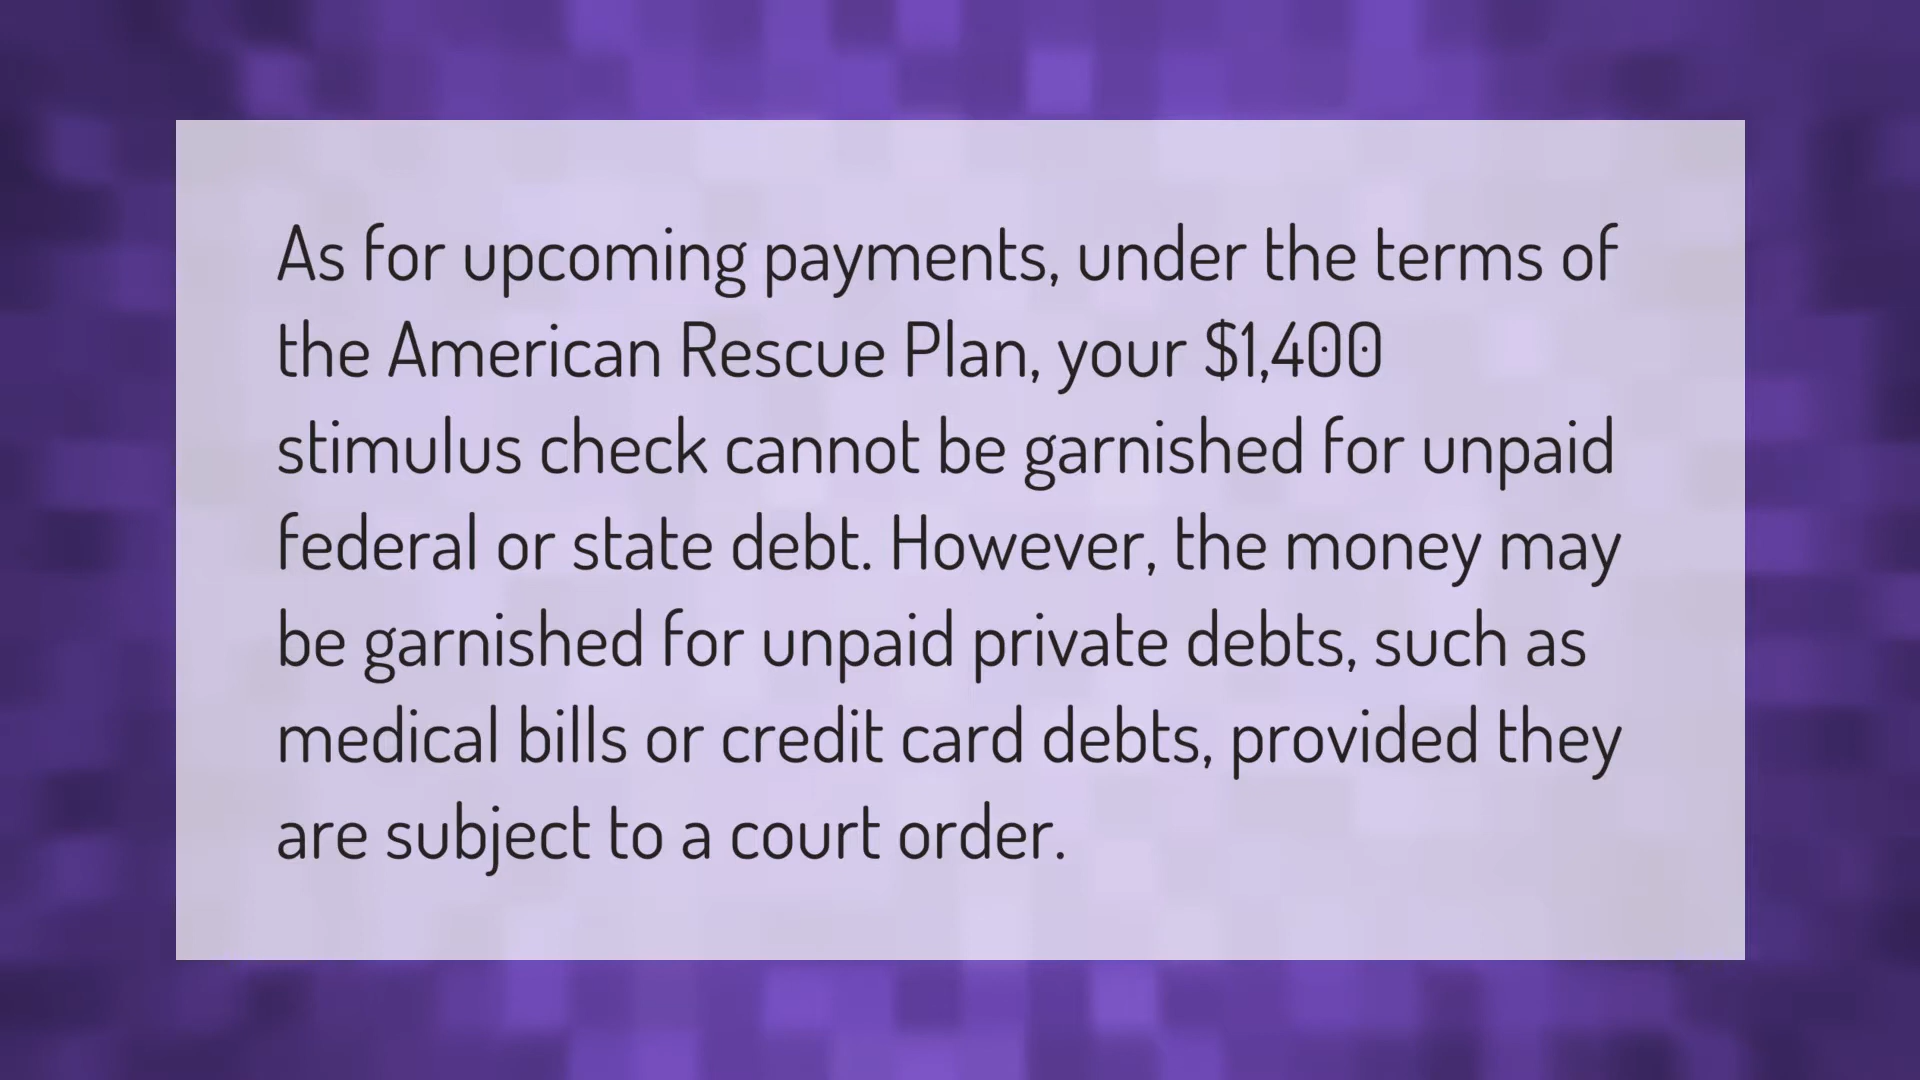 As for upcoming payments, under the terms of
the American Rescue Plan, your $1,400
stimulus check cannot be garnished for unpaid
federal or state debt. However, the money may
be garnished for unpaid private debts, such as
medical bills or credit card debts, provided they
are subject to a court order.